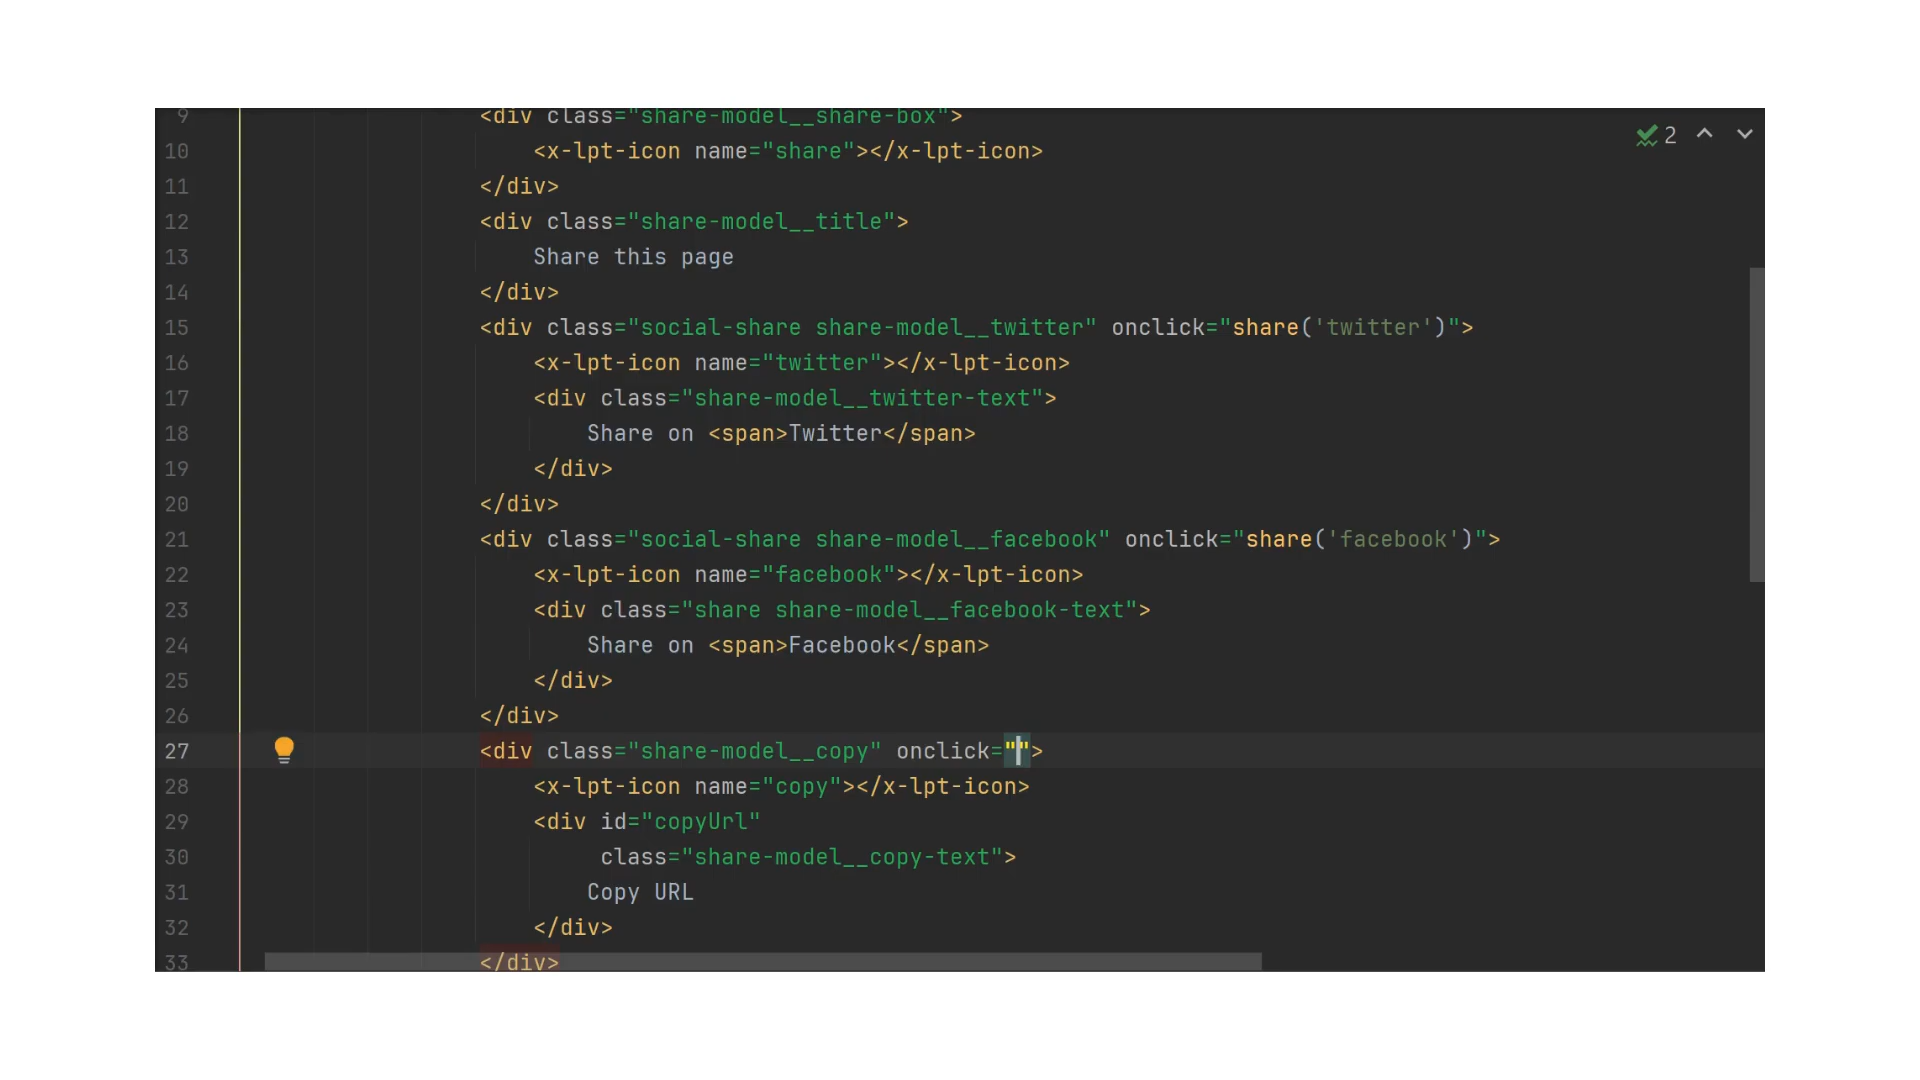 9 <div class="share-model__share-box">
2
10 <x-lpt-icon name="share"></x-lpt-icon>
11 </div>
12 <div class="share-model__title">
13 Share this page
14 </div>
15 <div class="social-share share-model__twitter" onclick="share('twitter')">
16 <x-lpt-icon name="twitter"></x-lpt-icon>
17 <div class="share-model__twitter-text">
18 Share on <span>Twitter</span>
19 </div>
20 </div>
21 <div class="social-share share-model__facebook" onclick="share('facebook')">
22 <x-lpt-icon name="facebook"></x-lpt-icon>
23 <div class="share share-model__facebook-text">
24 Share on <span>Facebook</span>
25 </div>
26 </div>
27 <div class="share-model__copy" onclick="">
28 <x-lpt-icon name="copy"></x-lpt-icon>
29 <div id="copyUrl"
30 class="share-model__copy-text">
31 Copy URL
32 </div>
33 </div>